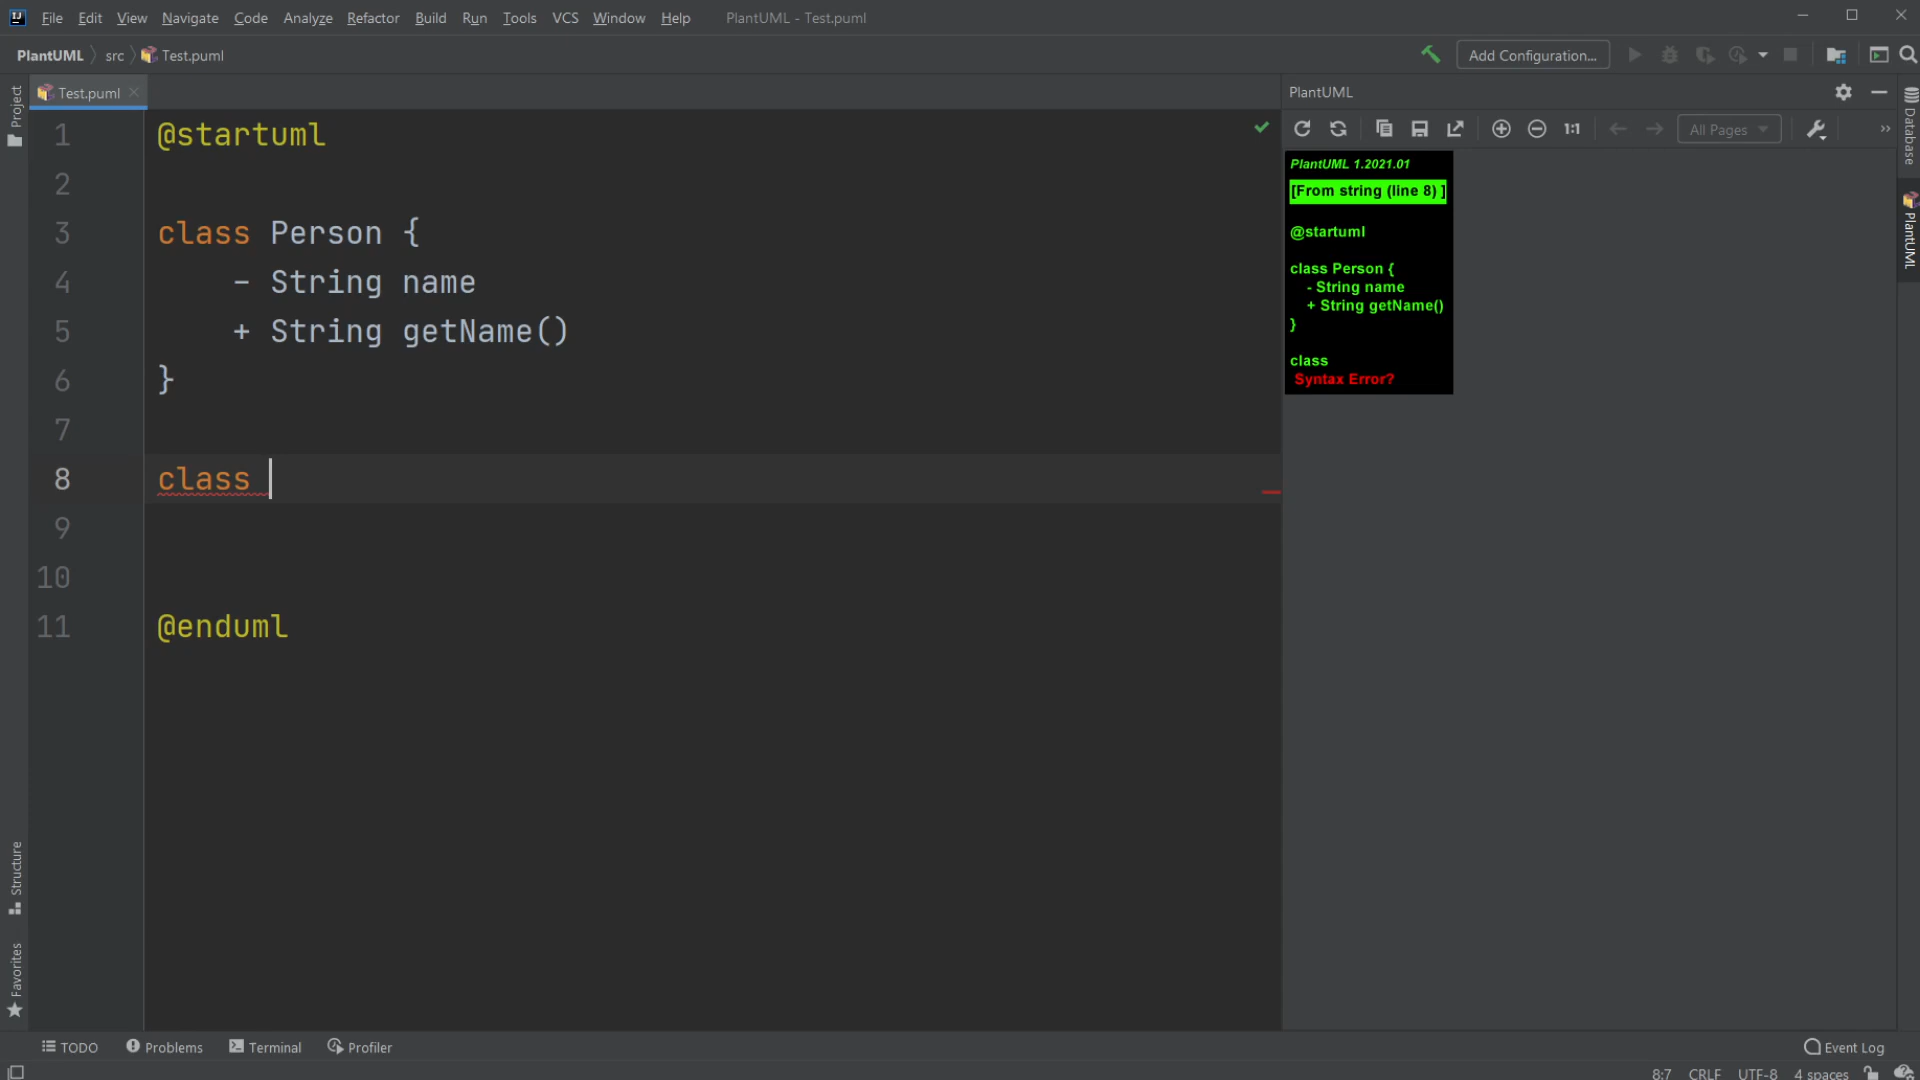 File Edit View Navigate Code Analyze Refactor Build Run Tools VCS Window Help PlantUML - Test.puml
PlantUML src Test.puml
Add Configuration...
Project
Test.puml
PlantUML
1:1
All Pages
Database
PlantUML
1 @startuml
2
3 class Person {
4 - String name
5 + String getName()
6 }
7
8 class
9
10
11 @enduml
PlantUML 1.2021.01
[From string (line 8) ]
@startuml
class Person {
- String name
+ String getName()
}
class
Syntax Error?
Structure
Favorites
TODO Problems Terminal Profiler
Event Log
8:7 CRLF UTF-8 4 spaces